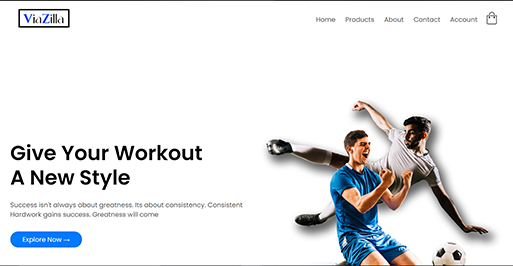 ViaZilla
Home Products About Contact Account
Give Your Workout
A New Style
Success isn't always about greatness. Its about consistency. Consistent
Hardwork gains success. Greatness will come
Explore Now →